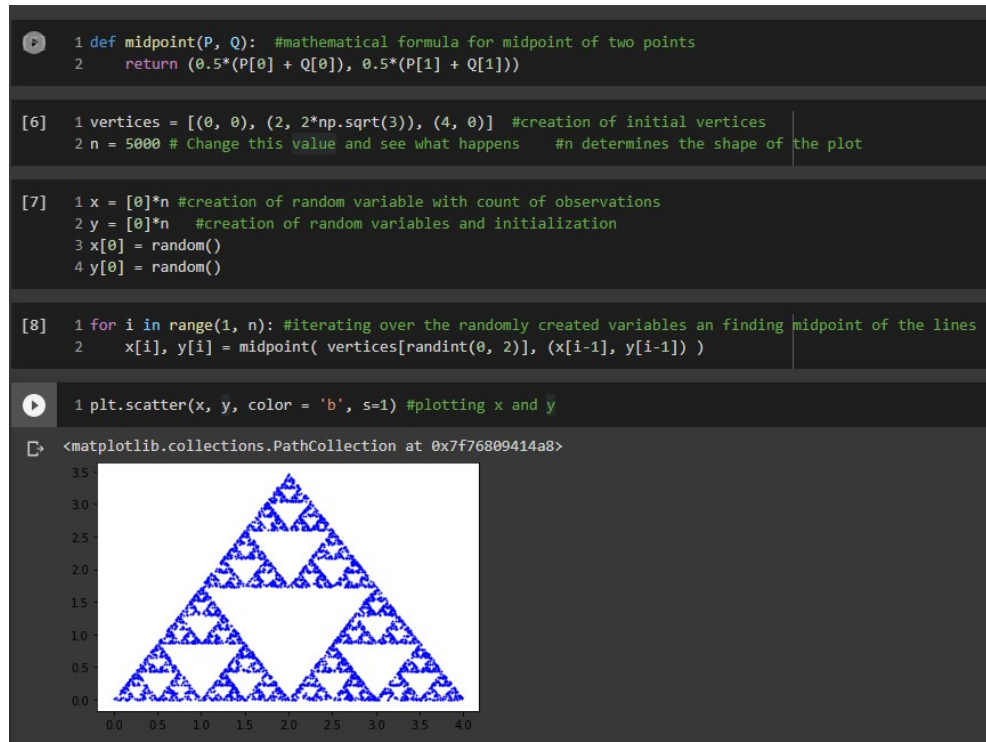 1 def midpoint(P, Q):  #mathematical formula for midpoint of two points
2     return (0.5*(P[0] + Q[0]), 0.5*(P[1] + Q[1]))
[6] 1 vertices = [(0, 0), (2, 2*np.sqrt(3)), (4, 0)]  #creation of initial vertices
2 n = 5000 # Change this value and see what happens    #n determines the shape of the plot
[7] 1 x = [0]*n #creation of random variable with count of observations
2 y = [0]*n   #creation of random variables and initialization
3 x[0] = random()
4 y[0] = random()
[8] 1 for i in range(1, n): #iterating over the randomly created variables an finding midpoint of the lines
2     x[i], y[i] = midpoint( vertices[randint(0, 2)], (x[i-1], y[i-1]) )
1 plt.scatter(x, y, color = 'b', s=1) #plotting x and y
<matplotlib.collections.PathCollection at 0x7f76809414a8>
3.5
3.0
2.5
2.0
1.5
1.0
0.5
0.0
0.0 0.5 1.0 1.5 2.0 2.5 3.0 3.5 4.0